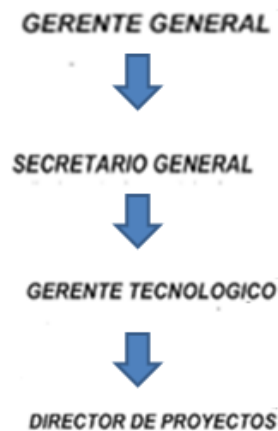 GERENTE GENERAL
SECRETARIO GENERAL
GERENTE TECNOLOGICO
DIRECTOR DE PROYECTOS